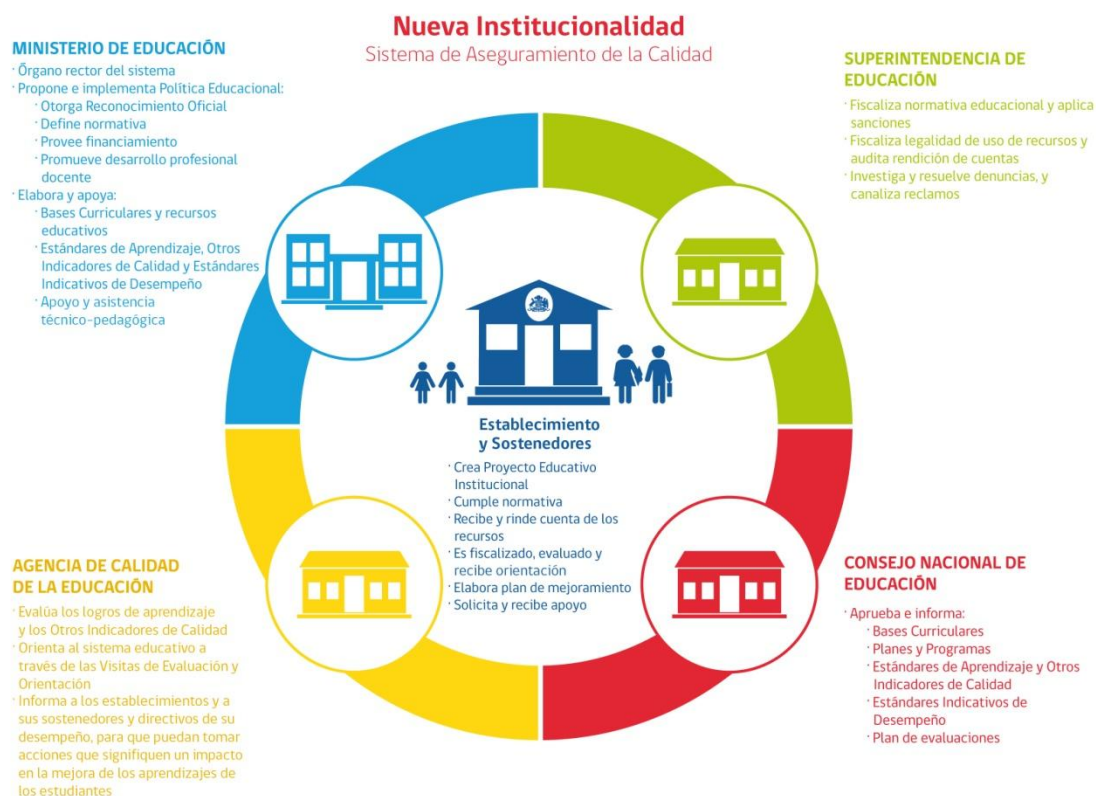 Nueva Institucionalidad
Sistema de Aseguramiento de la Calidad
MINISTERIO DE EDUCACIÓN
· Órgano rector del sistema
· Propone e implementa Política Educacional:
· Otorga Reconocimiento Oficial
· Define normativa
· Provee financiamiento
· Promueve desarrollo profesional
docente
· Elabora y apoya:
· Bases Curriculares y recursos
educativos
· Estándares de Aprendizaje, Otros
Indicadores de Calidad y Estándares
Indicativos de Desempeño
· Apoyo y asistencia
técnico-pedagógica
SUPERINTENDENCIA DE
EDUCACIÓN
· Fiscaliza normativa educacional y aplica
sanciones
· Fiscaliza legalidad de uso de recursos y
audita rendición de cuentas
· Investiga y resuelve denuncias, y
canaliza reclamos
Establecimiento
y Sostenedores
· Crea Proyecto Educativo
Institucional
· Cumple normativa
· Recibe y rinde cuenta de los
recursos
· Es fiscalizado, evaluado y
recibe orientación
· Elabora plan de mejoramiento
· Solicita y recibe apoyo
AGENCIA DE CALIDAD
DE LA EDUCACIÓN
· Evalúa los logros de aprendizaje
y los Otros Indicadores de Calidad
· Orienta al sistema educativo a
través de las Visitas de Evaluación y
Orientación
· Informa a los establecimientos y a
sus sostenedores y directivos de su
desempeño, para que puedan tomar
acciones que signifiquen un impacto
en la mejora de los aprendizajes de
los estudiantes
CONSEJO NACIONAL DE
EDUCACIÓN
· Aprueba e informa:
· Bases Curriculares
· Planes y Programas
· Estándares de Aprendizaje y Otros
Indicadores de Calidad
· Estándares Indicativos de
Desempeño
· Plan de evaluaciones